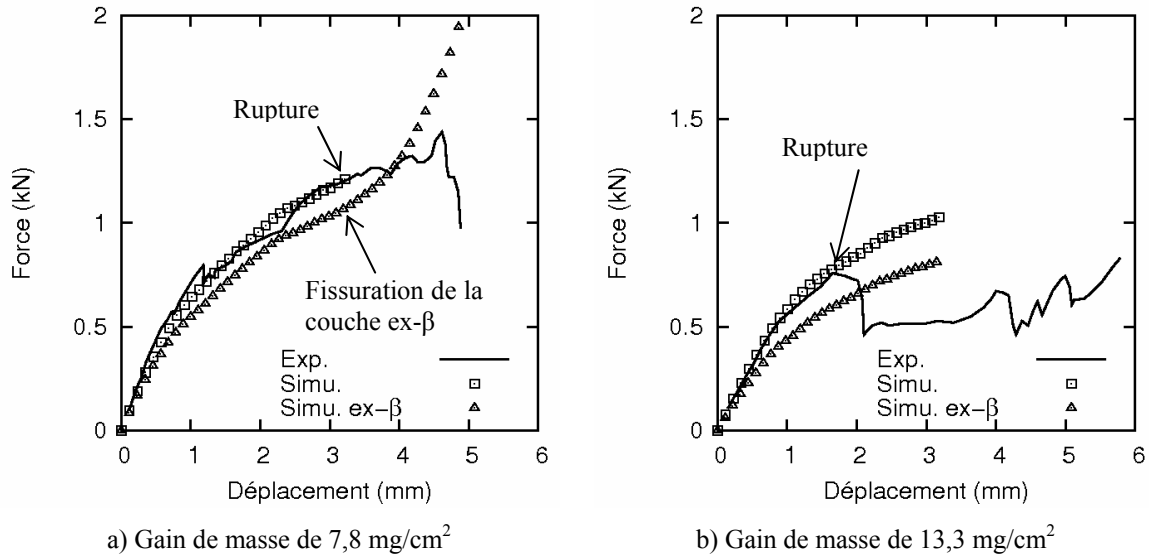 2
1.5
1
0.5
0
Force (kN)
Rupture
Fissuration de la
couche ex-β
Exp.
Simu.
Simu. ex-β
0 1 2 3 4 5 6
Déplacement (mm)
a) Gain de masse de 7,8 mg/cm²
2
1.5
1
0.5
0
Force (kN)
Rupture
Exp.
Simu.
Simu. ex-β
0 1 2 3 4 5 6
Déplacement (mm)
b) Gain de masse de 13,3 mg/cm²